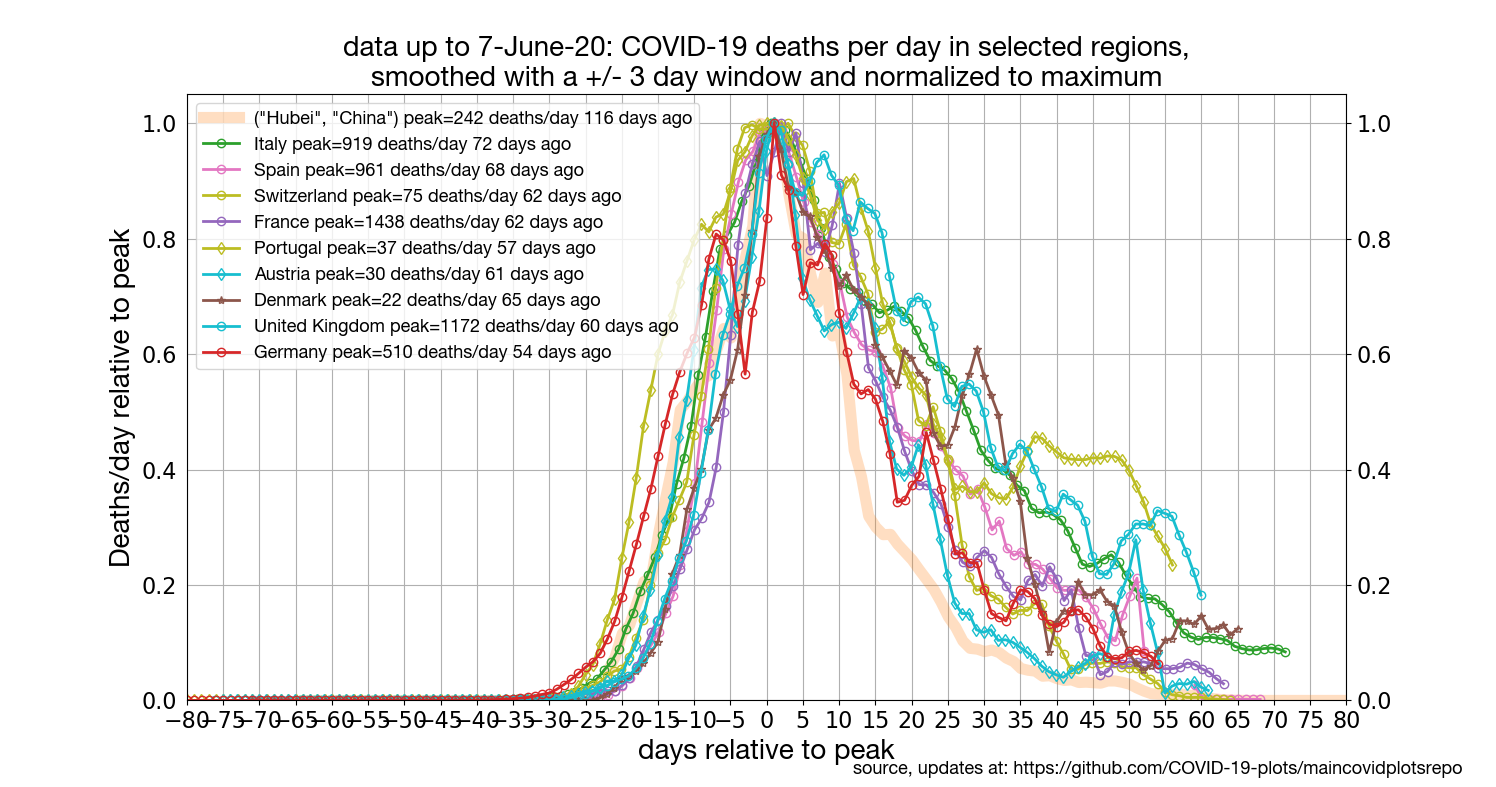 data up to 7-June-20: COVID-19 deaths per day in selected regions,
smoothed with a +/- 3 day window and normalized to maximum
("Hubei", "China") peak=242 deaths/day 116 days ago
Italy peak=919 deaths/day 72 days ago
Spain peak=961 deaths/day 68 days ago
Switzerland peak=75 deaths/day 62 days ago
France peak=1438 deaths/day 62 days ago
Portugal peak=37 deaths/day 57 days ago
Austria peak=30 deaths/day 61 days ago
Denmark peak=22 deaths/day 65 days ago
United Kingdom peak=1172 deaths/day 60 days ago
Germany peak=510 deaths/day 54 days ago
Deaths/day relative to peak
1.0 1.0
0.8 0.8
0.6 0.6
0.4 0.4
0.2 0.2
0.0 0.0
−80 −75 −70 −65 −60 −55 −50 −45 −40 −35 −30 −25 −20 −15 −10 −5 0 5 10 15 20 25 30 35 40 45 50 55 60 65 70 75 80
days relative to peak
source, updates at: https://github.com/COVID-19-plots/maincovidplotsrepo